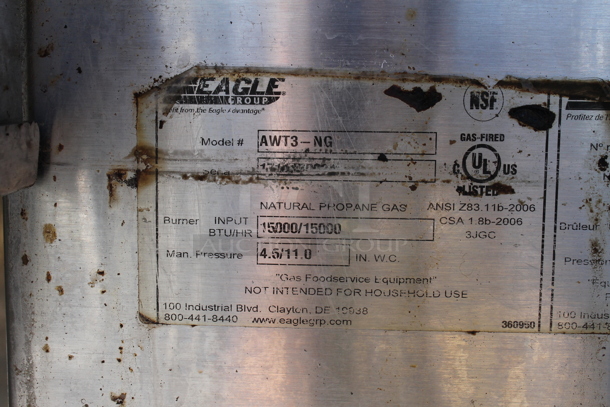 EAGLE
GROUP
from the Eagle Advantage®
NSF
Profitez de l'
Model # AWT3-NG
GAS-FIRED
C UL US
LISTED
NATURAL PROPANE GAS ANSI Z83.11b-2006
CSA 1.8b-2006
3JGC
Burner INPUT BTU/HR 15000/15000
Man. Pressure 4.5/11.0 IN. W.C.
"Gas Foodservice Equipment"
NOT INTENDED FOR HOUSEHOLD USE
100 Industrial Blvd. Clayton, DE 19938
800-441-8440 www.eaglegrp.com
360950
Brûleur
Pression
100 Indus
800-441-